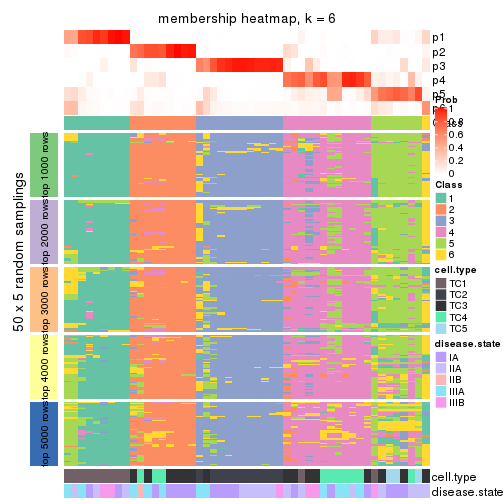 membership heatmap, k = 6
p1
p2
p3
p4
p5
Prob
1
0.8
0.6
0.4
0.2
0
Class
1
2
3
4
5
6
cell.type
TC1
TC2
TC3
TC4
TC5
disease.state
IA
IIA
IIB
IIIA
IIIB
50 x 5 random samplings
top 1000 rows
top 2000 rows
top 3000 rows
top 4000 rows
top 5000 rows
cell.type
disease.state